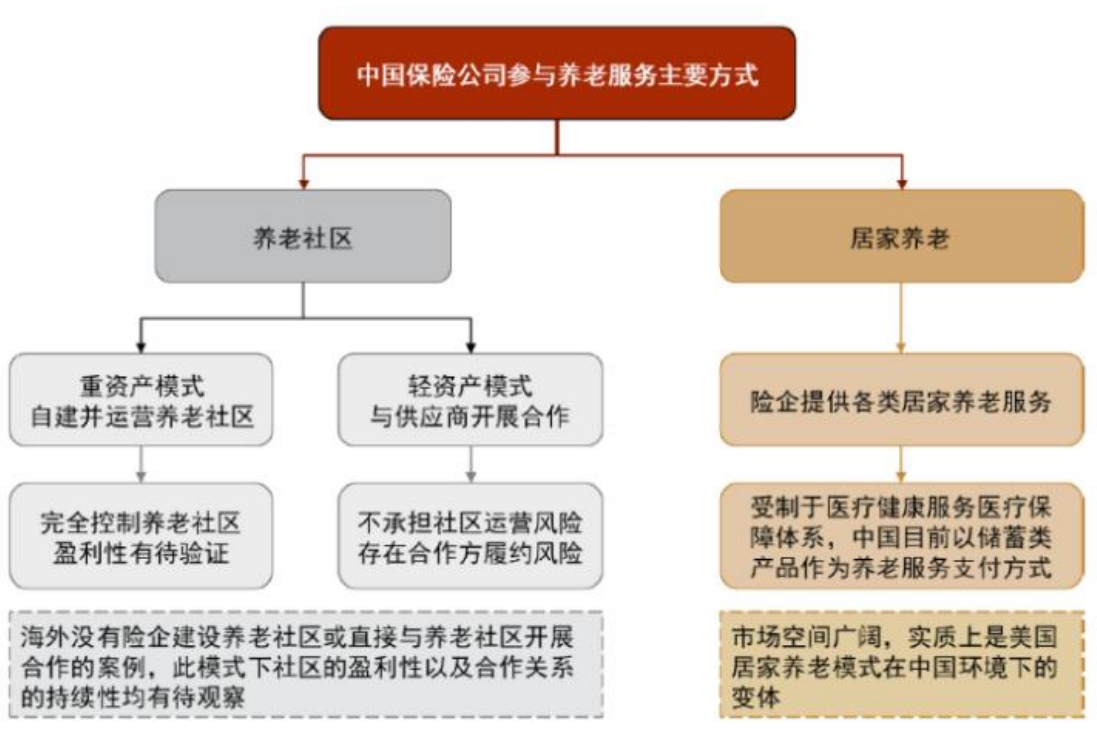 中国保险公司参与养老服务主要方式
养老社区
居家养老
重资产模式
自建并运营养老社区
轻资产模式
与供应商开展合作
险企提供各类居家养老服务
完全控制养老社区
盈利性有待验证
不承担社区运营风险
存在合作方履约风险
受制于医疗健康服务医疗保
障体系，中国目前以储蓄类
产品作为养老服务支付方式
海外没有险企建设养老社区或直接与养老社区开展
合作的案例，此模式下社区的盈利性以及合作关系
的持续性均有待观察
市场空间广阔，实质上是美国
居家养老模式在中国环境下的
变体